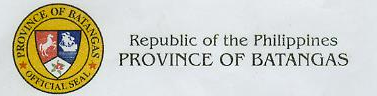 PROVINCE OF BATANGAS
OFFICIAL SEAL
Republic of the Philippines
PROVINCE OF BATANGAS